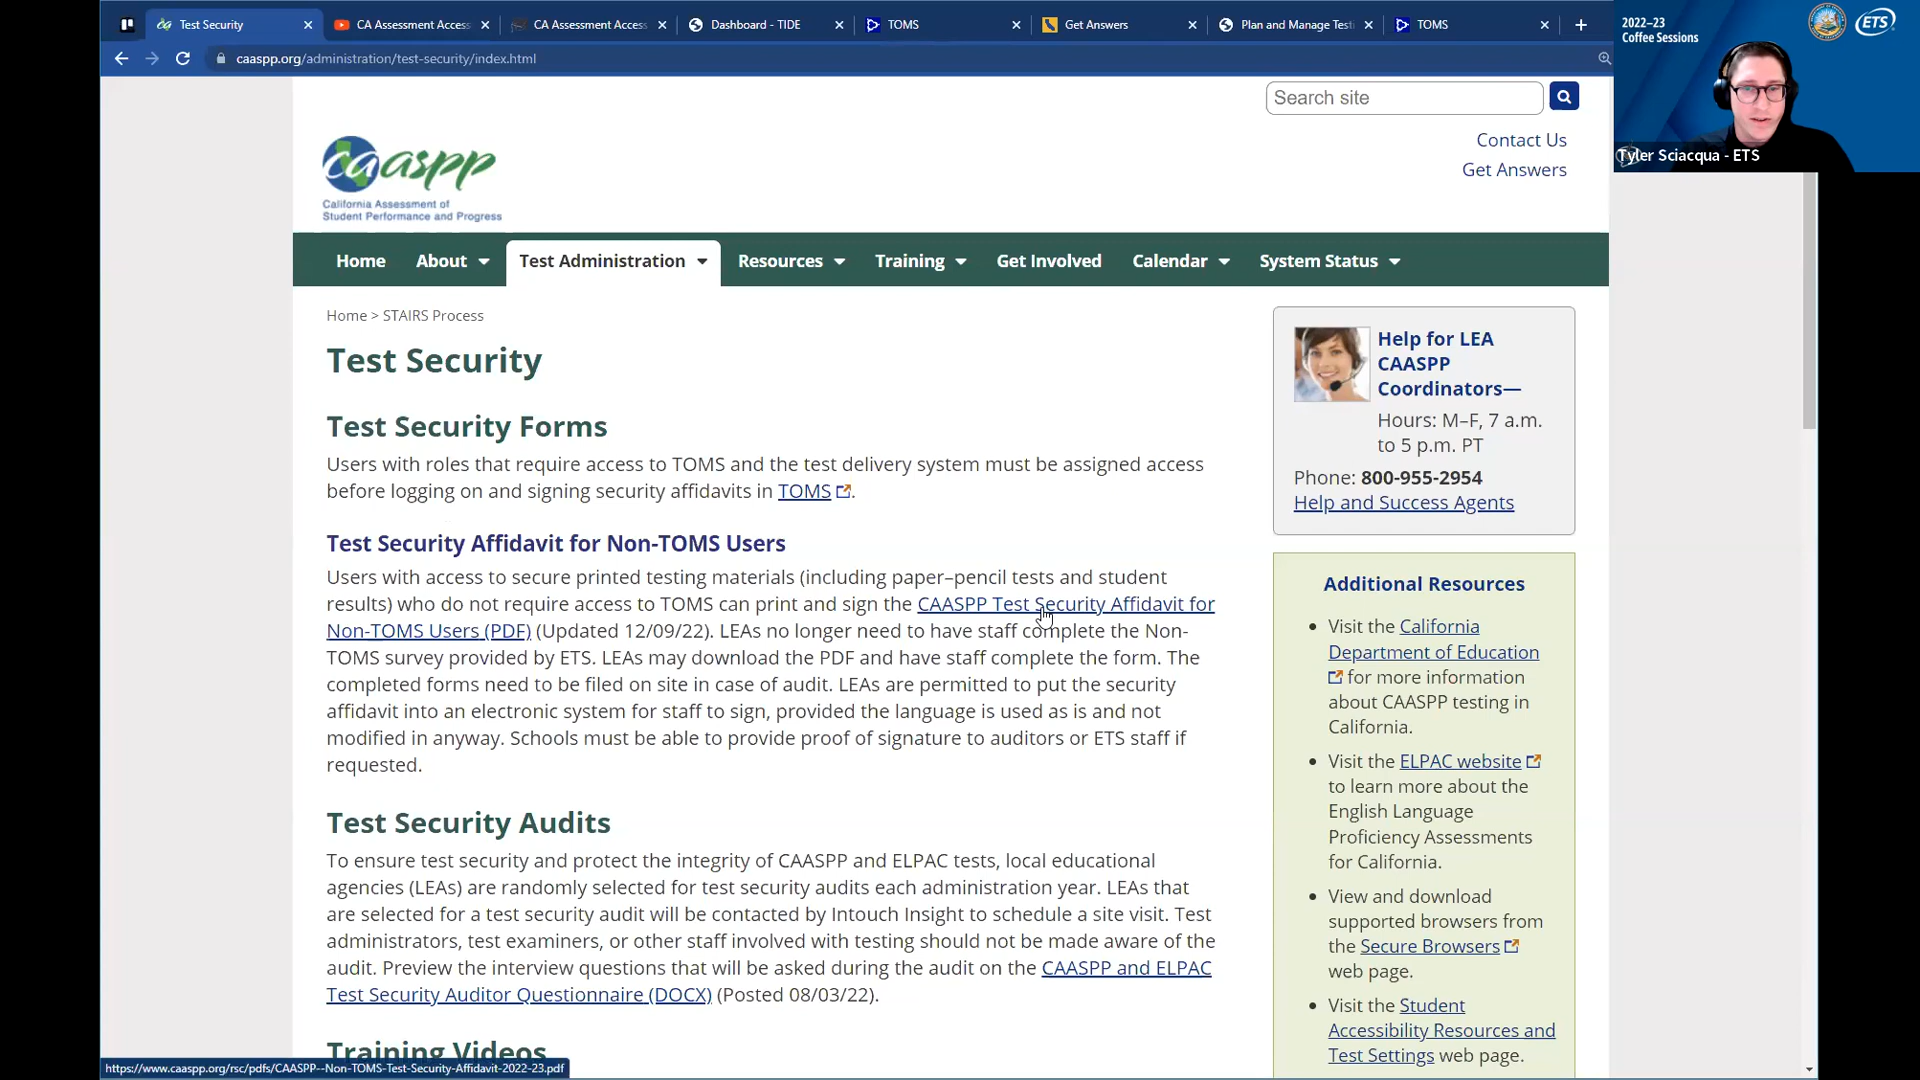 Test Security
CA Assessment Access
CA Assessment Access
Dashboard - TIDE
TOMS
Get Answers
Plan and Manage Testi
TOMS
2022–23
Coffee Sessions
ETS
caaspp.org/administration/test-security/index.html
Search site
Contact Us
Get Answers
Tyler Sciacqua - ETS
caaspp
California Assessment of
Student Performance and Progress
Home
About
Test Administration
Resources
Training
Get Involved
Calendar
System Status
Home > STAIRS Process
Test Security
Test Security Forms
Users with roles that require access to TOMS and the test delivery system must be assigned access
before logging on and signing security affidavits in TOMS.
Test Security Affidavit for Non-TOMS Users
Users with access to secure printed testing materials (including paper–pencil tests and student
results) who do not require access to TOMS can print and sign the CAASPP Test Security Affidavit for
Non-TOMS Users (PDF) (Updated 12/09/22). LEAs no longer need to have staff complete the Non-
TOMS survey provided by ETS. LEAs may download the PDF and have staff complete the form. The
completed forms need to be filed on site in case of audit. LEAs are permitted to put the security
affidavit into an electronic system for staff to sign, provided the language is used as is and not
modified in anyway. Schools must be able to provide proof of signature to auditors or ETS staff if
requested.
Test Security Audits
To ensure test security and protect the integrity of CAASPP and ELPAC tests, local educational
agencies (LEAs) are randomly selected for test security audits each administration year. LEAs that
are selected for a test security audit will be contacted by Intouch Insight to schedule a site visit. Test
administrators, test examiners, or other staff involved with testing should not be made aware of the
audit. Preview the interview questions that will be asked during the audit on the CAASPP and ELPAC
Test Security Auditor Questionnaire (DOCX) (Posted 08/03/22).
Training Videos
Help for LEA
CAASPP
Coordinators—
Hours: M–F, 7 a.m.
to 5 p.m. PT
Phone: 800-955-2954
Help and Success Agents
Additional Resources
• Visit the California
Department of Education
for more information
about CAASPP testing in
California.
• Visit the ELPAC website
to learn more about the
English Language
Proficiency Assessments
for California.
• View and download
supported browsers from
the Secure Browsers
web page.
• Visit the Student
Accessibility Resources and
Test Settings web page.
https://www.caaspp.org/rsc/pdfs/CAASPP--Non-TOMS-Test-Security-Affidavit-2022-23.pdf